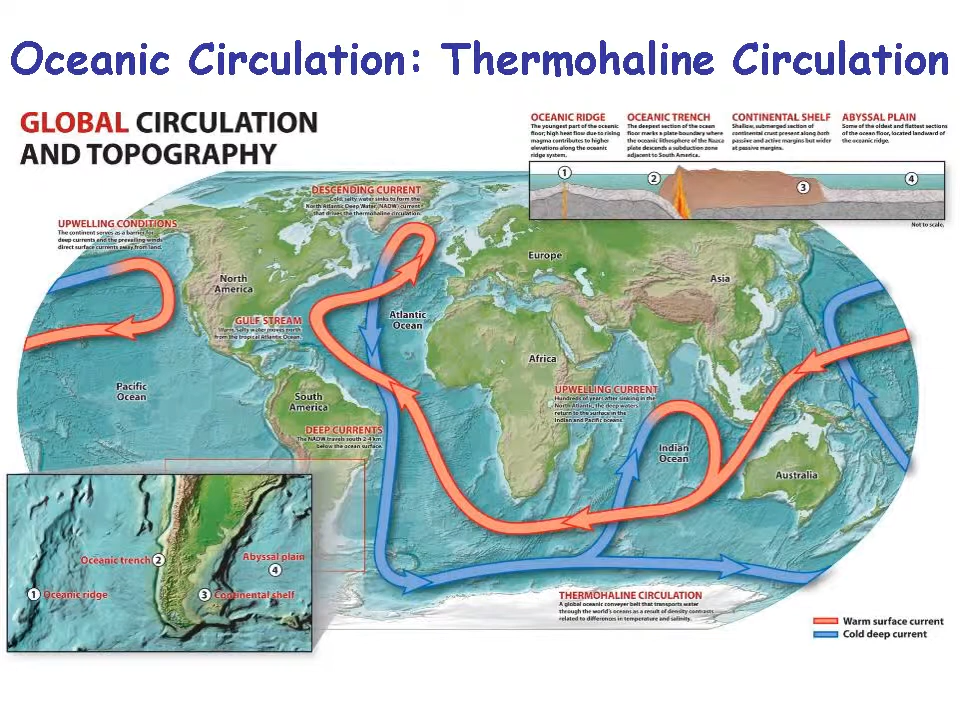 Oceanic Circulation: Thermohaline Circulation
GLOBAL CIRCULATION
AND TOPOGRAPHY
OCEANIC RIDGE
The youngest part of the oceanic
floor; high heat flow due to rising
magma contributes to higher
elevations along the oceanic
ridge system.
OCEANIC TRENCH
The deepest section of the ocean
floor marks a plate boundary where
the oceanic lithosphere of the Nazca
plate descends a subduction zone
adjacent to South America.
CONTINENTAL SHELF
Shallow, submerged section of
continental crust present along both
passive and active margins but wider
at passive margins.
ABYSSAL PLAIN
Some of the oldest and flattest sections
of the ocean floor, located landward of
the oceanic ridge.
1
2
3
4
Not to scale.
DESCENDING CURRENT
Cold, salty water sinks to form the
North Atlantic Deep Water (NADW) current
that drives the thermohaline circulation.
UPWELLING CONDITIONS
The continent serves as a barrier for
deep currents and the prevailing winds
direct surface currents away from land.
North
America
Europe
Asia
GULF STREAM
Warm, salty water moves north
from the tropical Atlantic Ocean.
Atlantic
Ocean
Africa
Pacific
Ocean
South
America
UPWELLING CURRENT
Hundreds of years after sinking in the
North Atlantic, the deep waters
return to the surface in the
Indian and Pacific oceans.
DEEP CURRENTS
The NADW travels south 2-4 km
below the ocean surface.
Indian
Ocean
Australia
Oceanic trench 2
Abyssal plain
4
1 Oceanic ridge
3 Continental shelf
THERMOHALINE CIRCULATION
A global oceanic conveyer belt that transports water
through the world's oceans as a result of density contrasts
related to differences in temperature and salinity.
Warm surface current
Cold deep current